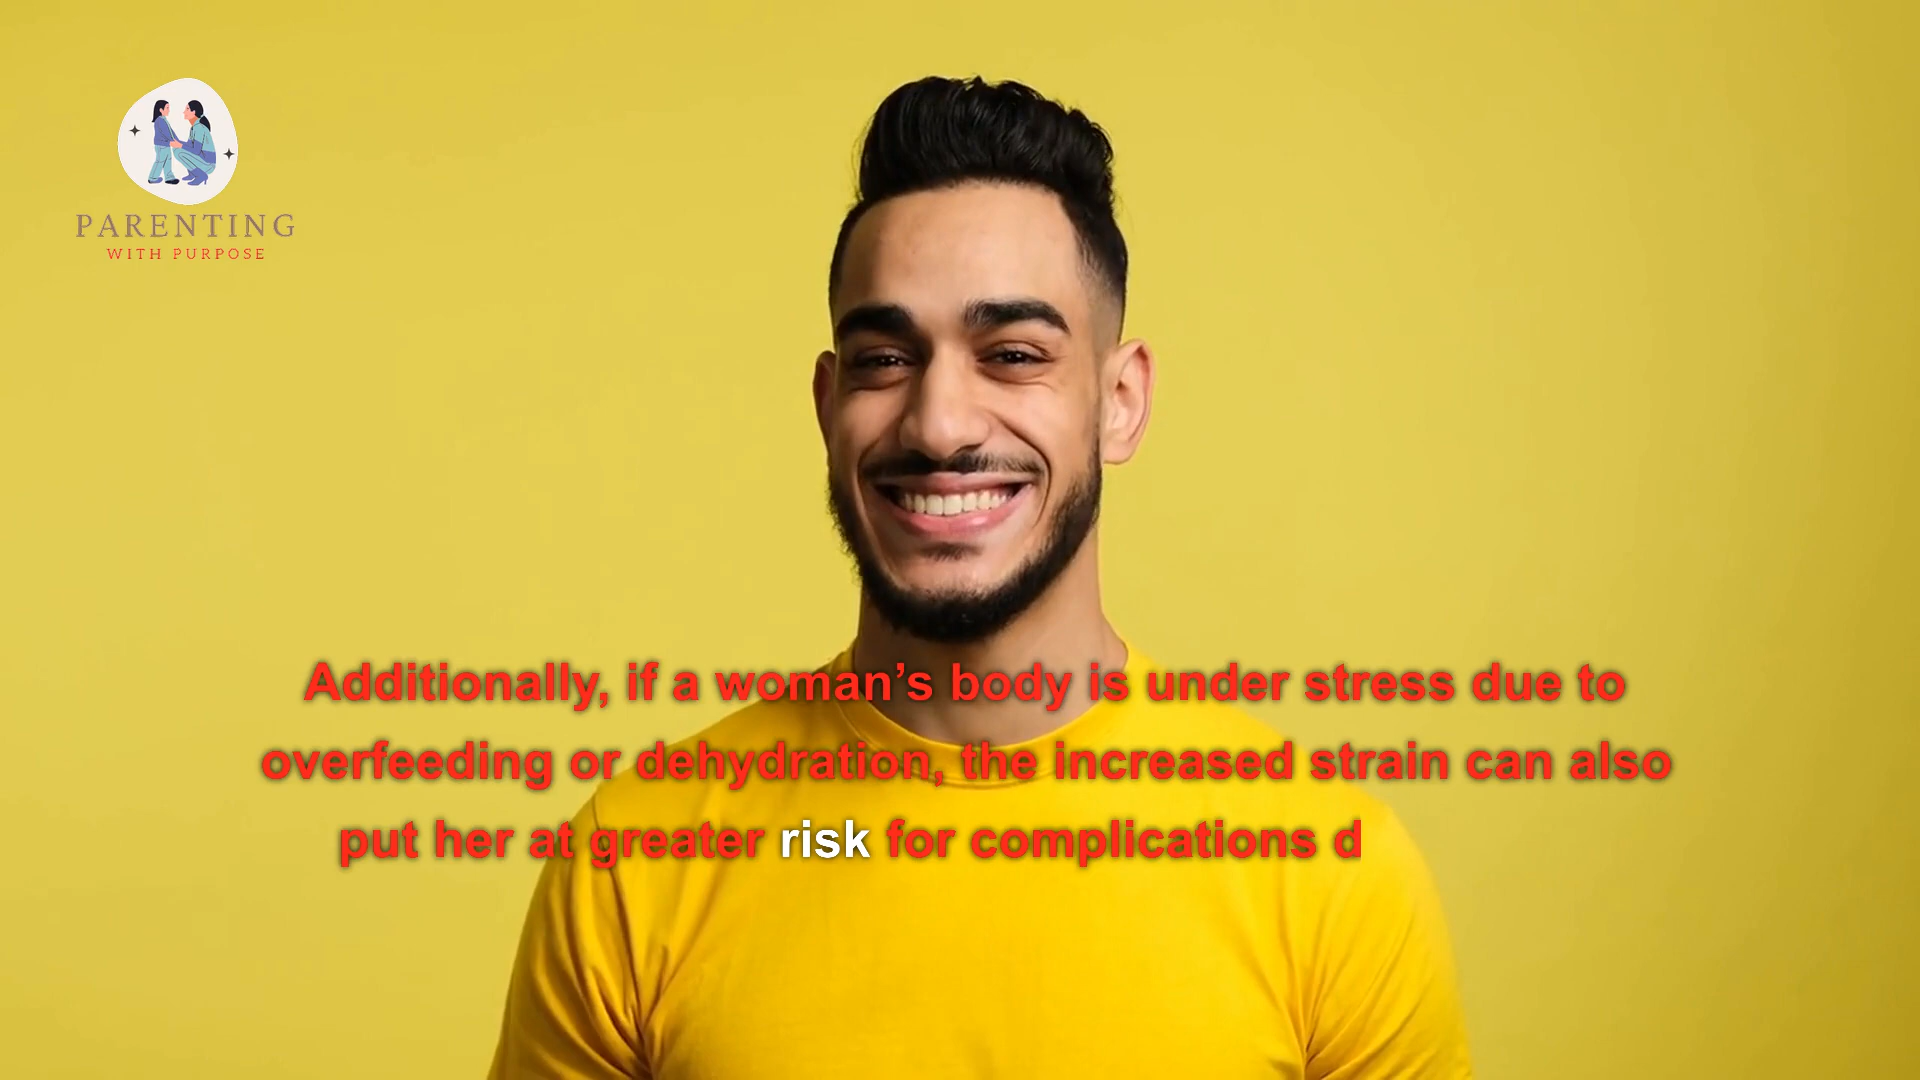 PARENTING
WITH PURPOSE
Additionally, if a woman’s body is under stress due to
overfeeding or dehydration, the increased strain can also
put her at greater risk for complications d